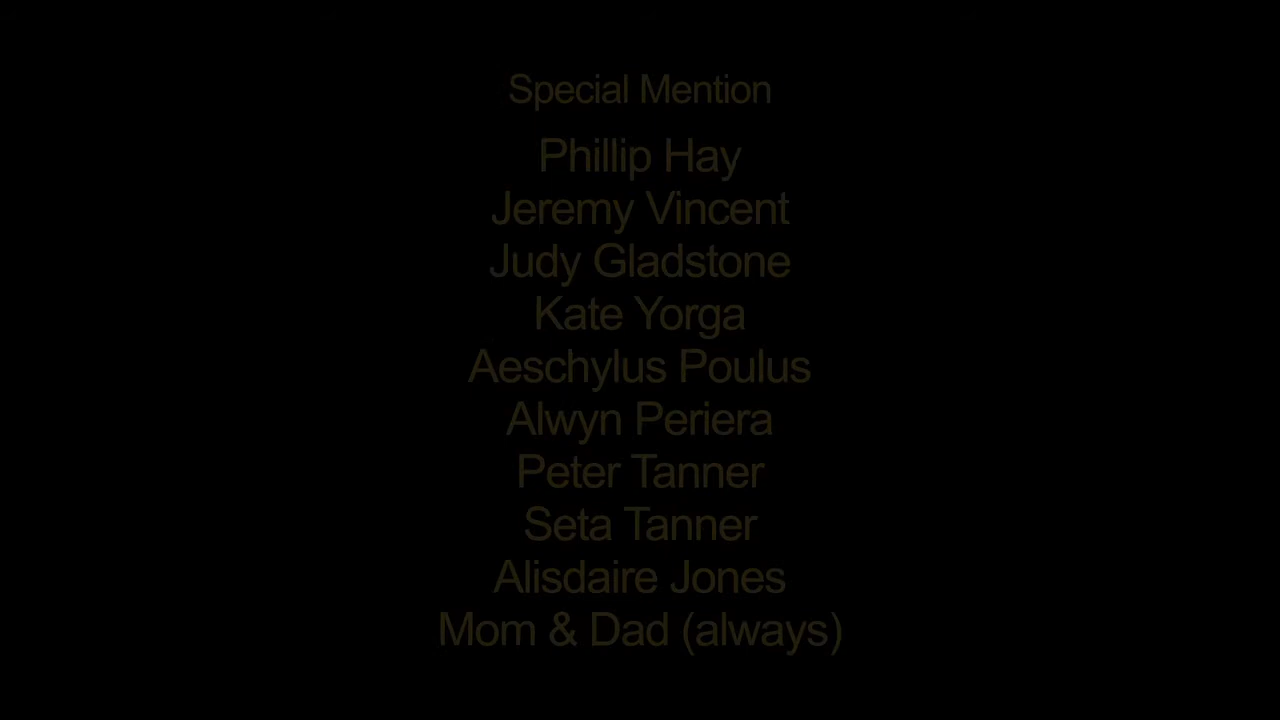 Special Mention
Phillip Hay
Jeremy Vincent
Judy Gladstone
Kate Yorga
Aeschylus Poulus
Alwyn Periera
Peter Tanner
Seta Tanner
Alisdaire Jones
Mom & Dad (always)